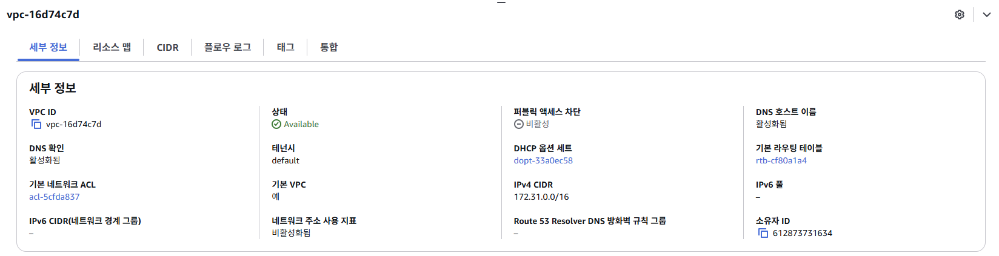 vpc-16d74c7d
세부 정보 리소스 맵 CIDR 플로우 로그 태그 통합
세부 정보
VPC ID 상태 퍼블릭 액세스 차단 DNS 호스트 이름
vpc-16d74c7d Available 비활성 활성화됨
DNS 확인 테넌시 DHCP 옵션 세트 기본 라우팅 테이블
활성화됨 default dopt-33a0ec58 rtb-cf80a1a4
기본 네트워크 ACL 기본 VPC IPv4 CIDR IPv6 풀
acl-5cfda837 예 172.31.0.0/16 –
IPv6 CIDR(네트워크 경계 그룹) 네트워크 주소 사용 지표 Route 53 Resolver DNS 방화벽 규칙 그룹 소유자 ID
– 비활성화됨 – 612873731634